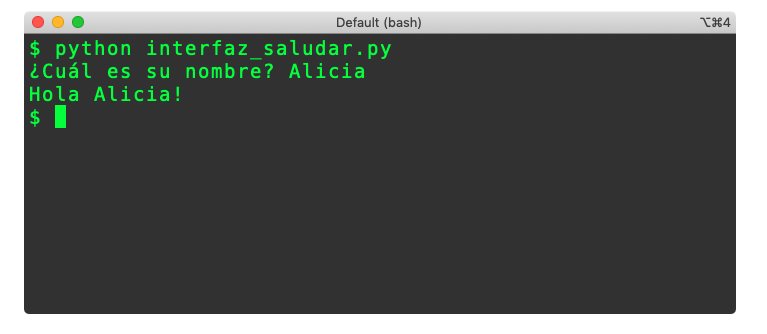 Default (bash)
⌥⌘4
$ python interfaz_saludar.py
¿Cuál es su nombre? Alicia
Hola Alicia!
$